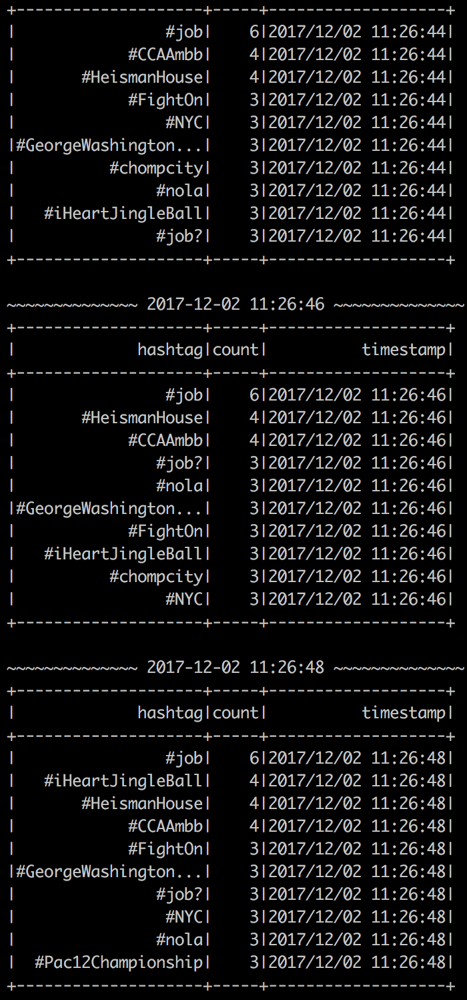 +--------------------+-----+-------------------+
|                #job|    6|2017/12/02 11:26:44|
|            #CCAAmbb|    4|2017/12/02 11:26:44|
|       #HeismanHouse|    4|2017/12/02 11:26:44|
|            #FightOn|    3|2017/12/02 11:26:44|
|                #NYC|    3|2017/12/02 11:26:44|
|#GeorgeWashington...|    3|2017/12/02 11:26:44|
|          #chompcity|    3|2017/12/02 11:26:44|
|               #nola|    3|2017/12/02 11:26:44|
|   #iHeartJingleBall|    3|2017/12/02 11:26:44|
|               #job?|    3|2017/12/02 11:26:44|
+--------------------+-----+-------------------+

~~~~~~~~~~~~~~ 2017-12-02 11:26:46 ~~~~~~~~~~~~~~
+--------------------+-----+-------------------+
|             hashtag|count|          timestamp|
+--------------------+-----+-------------------+
|                #job|    6|2017/12/02 11:26:46|
|       #HeismanHouse|    4|2017/12/02 11:26:46|
|            #CCAAmbb|    4|2017/12/02 11:26:46|
|               #job?|    3|2017/12/02 11:26:46|
|               #nola|    3|2017/12/02 11:26:46|
|#GeorgeWashington...|    3|2017/12/02 11:26:46|
|            #FightOn|    3|2017/12/02 11:26:46|
|   #iHeartJingleBall|    3|2017/12/02 11:26:46|
|          #chompcity|    3|2017/12/02 11:26:46|
|                #NYC|    3|2017/12/02 11:26:46|
+--------------------+-----+-------------------+

~~~~~~~~~~~~~~ 2017-12-02 11:26:48 ~~~~~~~~~~~~~~
+--------------------+-----+-------------------+
|             hashtag|count|          timestamp|
+--------------------+-----+-------------------+
|                #job|    6|2017/12/02 11:26:48|
|   #iHeartJingleBall|    4|2017/12/02 11:26:48|
|       #HeismanHouse|    4|2017/12/02 11:26:48|
|            #CCAAmbb|    4|2017/12/02 11:26:48|
|            #FightOn|    3|2017/12/02 11:26:48|
|#GeorgeWashington...|    3|2017/12/02 11:26:48|
|               #job?|    3|2017/12/02 11:26:48|
|                #NYC|    3|2017/12/02 11:26:48|
|               #nola|    3|2017/12/02 11:26:48|
|  #Pac12Championship|    3|2017/12/02 11:26:48|
+--------------------+-----+-------------------+